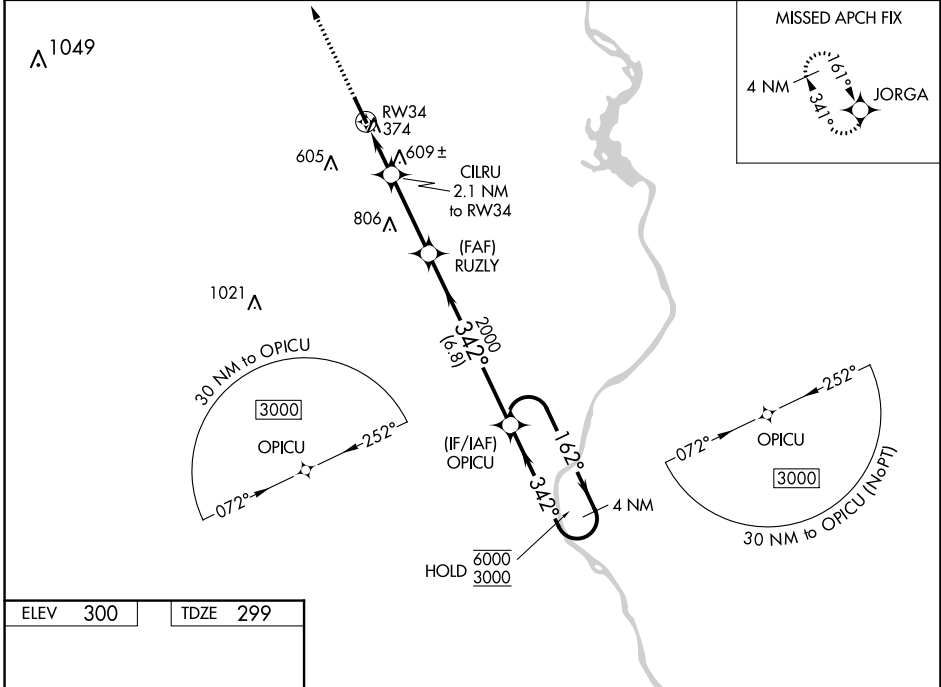 1049
MISSED APCH FIX
4 NM
161°
341°
JORGA
RW34
374
605
609 ±
CILRU
2.1 NM
to RW34
806
(FAF)
RUZLY
1021
2000
342°
(6.8)
30 NM to OPICU
3000
OPICU
072°
252°
(IF/IAF)
OPICU
162°
342°
4 NM
HOLD 6000
3000
072°
252°
OPICU
3000
30 NM to OPICU (NoPT)
ELEV 300
TDZE 299